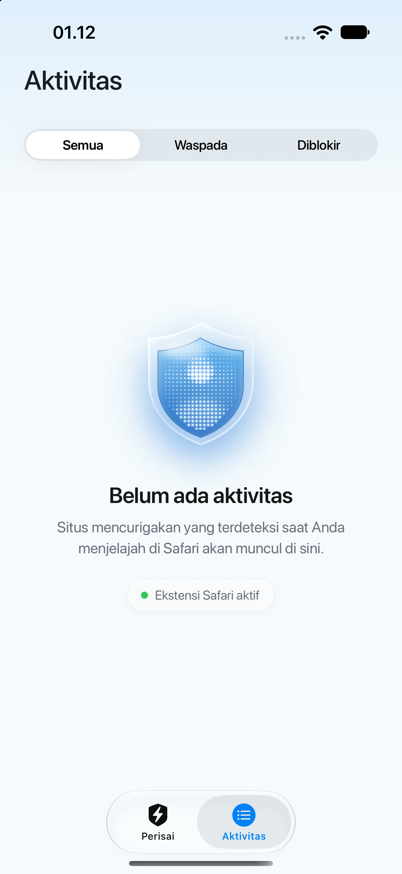 01.12
Aktivitas
Semua Waspada Diblokir
Belum ada aktivitas
Situs mencurigakan yang terdeteksi saat Anda
menjelajah di Safari akan muncul di sini.
Ekstensi Safari aktif
Perisai Aktivitas